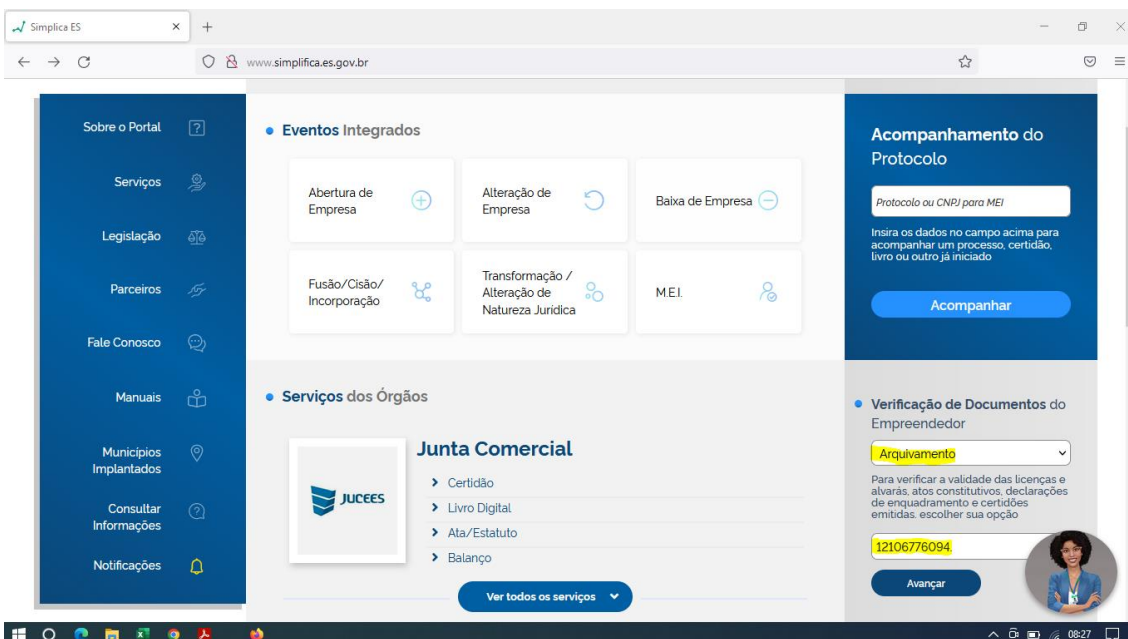 Simplica ES
www.simplifica.es.gov.br
Sobre o Portal
Serviços
Legislação
Parceiros
Fale Conosco
Manuais
Municípios
Implantados
Consultar
Informações
Notificações
Eventos Integrados
Abertura de
Empresa
Alteração de
Empresa
Baixa de Empresa
Fusão/Cisão/
Incorporação
Transformação /
Alteração de
Natureza Jurídica
M.E.I.
Serviços dos Órgãos
JUCEES
Junta Comercial
Certidão
Livro Digital
Ata/Estatuto
Balanço
Ver todos os serviços
Acompanhamento do
Protocolo
Protocolo ou CNPJ para MEI
Insira os dados no campo acima para
acompanhar um processo, certidão,
livro ou outro já iniciado
Acompanhar
Verificação de Documentos do
Empreendedor
Arquivamento
Para verificar a validade das licenças e
alvarás, atos constitutivos, declarações
de enquadramento e certidões
emitidas. escolher sua opção
12106776094.
Avançar
08:27